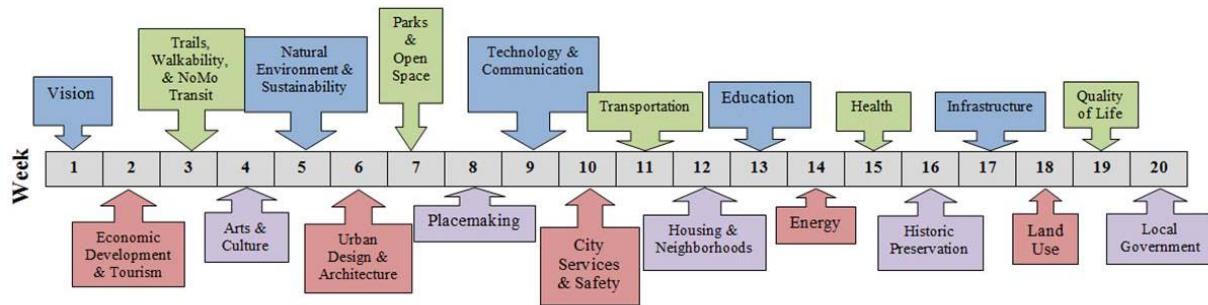 Vision
Trails,
Walkability,
& NoMo
Transit
Natural
Environment &
Sustainability
Parks
&
Open
Space
Technology &
Communication
Transportation
Education
Health
Infrastructure
Quality
of Life
Week
1 2 3 4 5 6 7 8 9 10 11 12 13 14 15 16 17 18 19 20
Economic
Development
& Tourism
Arts &
Culture
Urban
Design &
Architecture
Placemaking
City
Services
& Safety
Housing &
Neighborhoods
Energy
Historic
Preservation
Land
Use
Local
Government